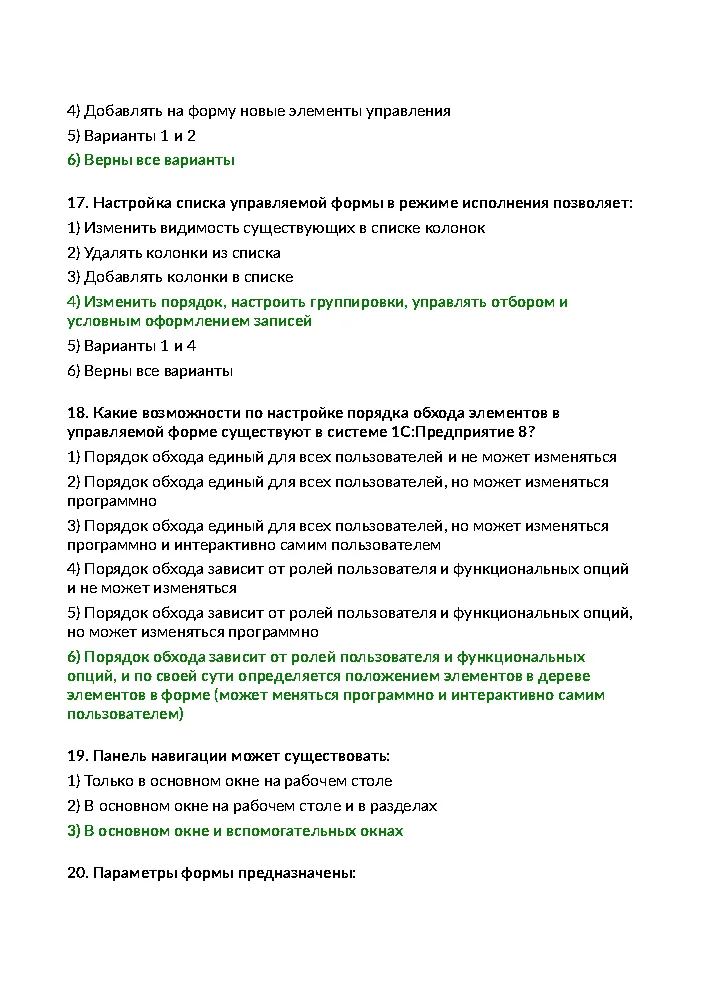 4) Добавлять на форму новые элементы управления
5) Варианты 1 и 2
6) Верны все варианты
17. Настройка списка управляемой формы в режиме исполнения позволяет:
1) Изменить видимость существующих в списке колонок
2) Удалять колонки из списка
3) Добавлять колонки в списке
4) Изменить порядок, настроить группировки, управлять отбором и
условным оформлением записей
5) Варианты 1 и 4
6) Верны все варианты
18. Какие возможности по настройке порядка обхода элементов в
управляемой форме существуют в системе 1С:Предприятие 8?
1) Порядок обхода единый для всех пользователей и не может изменяться
2) Порядок обхода единый для всех пользователей, но может изменяться
программно
3) Порядок обхода единый для всех пользователей, но может изменяться
программно и интерактивно самим пользователем
4) Порядок обхода зависит от ролей пользователя и функциональных опций
и не может изменяться
5) Порядок обхода зависит от ролей пользователя и функциональных опций,
но может изменяться программно
6) Порядок обхода зависит от ролей пользователя и функциональных
опций, и по своей сути определяется положением элементов в дереве
элементов в форме (может меняться программно и интерактивно самим
пользователем)
19. Панель навигации может существовать:
1) Только в основном окне на рабочем столе
2) В основном окне на рабочем столе и в разделах
3) В основном окне и вспомогательных окнах
20. Параметры формы предназначены: